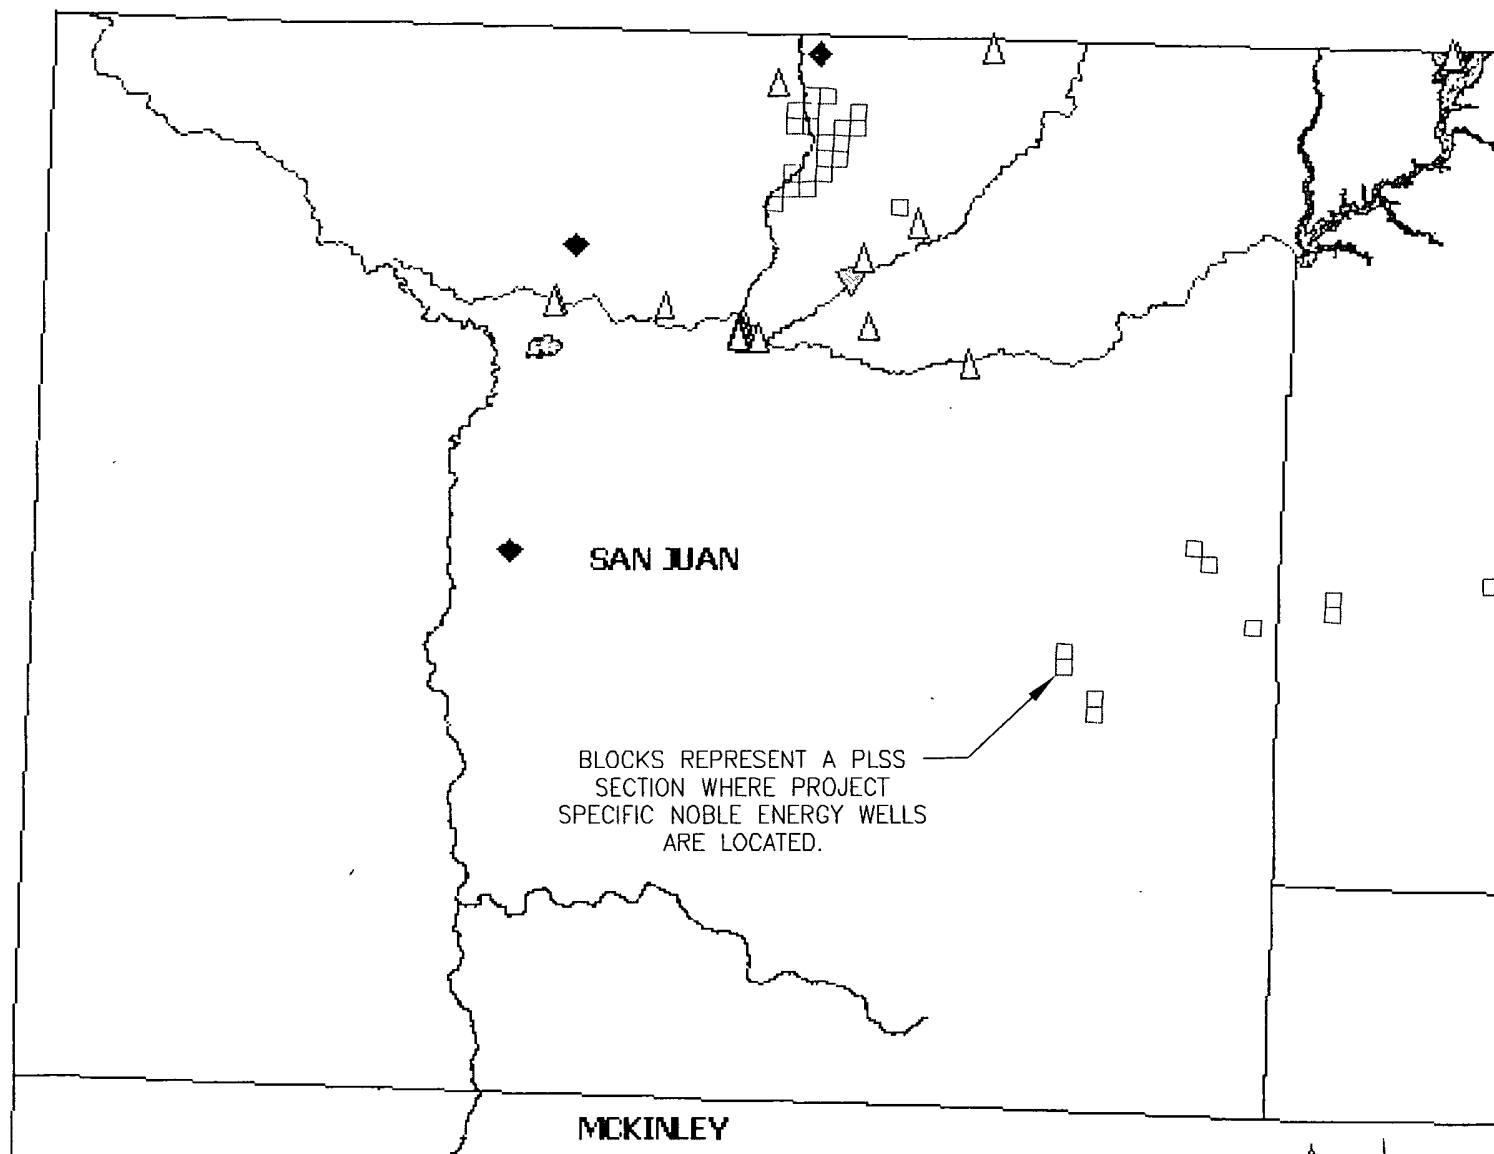 SAN JUAN
BLOCKS REPRESENT A PLSS
SECTION WHERE PROJECT
SPECIFIC NOBLE ENERGY WELLS
ARE LOCATED.
MCKINLEY